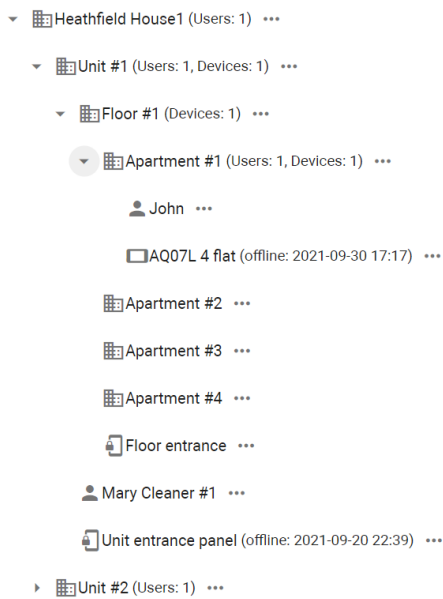 Heathfield House1 (Users: 1) •••
Unit #1 (Users: 1, Devices: 1) •••
Floor #1 (Devices: 1) •••
Apartment #1 (Users: 1, Devices: 1) •••
John •••
AQ07L 4 flat (offline: 2021-09-30 17:17) •••
Apartment #2 •••
Apartment #3 •••
Apartment #4 •••
Floor entrance •••
Mary Cleaner #1 •••
Unit entrance panel (offline: 2021-09-20 22:39) •••
Unit #2 (Users: 1) •••